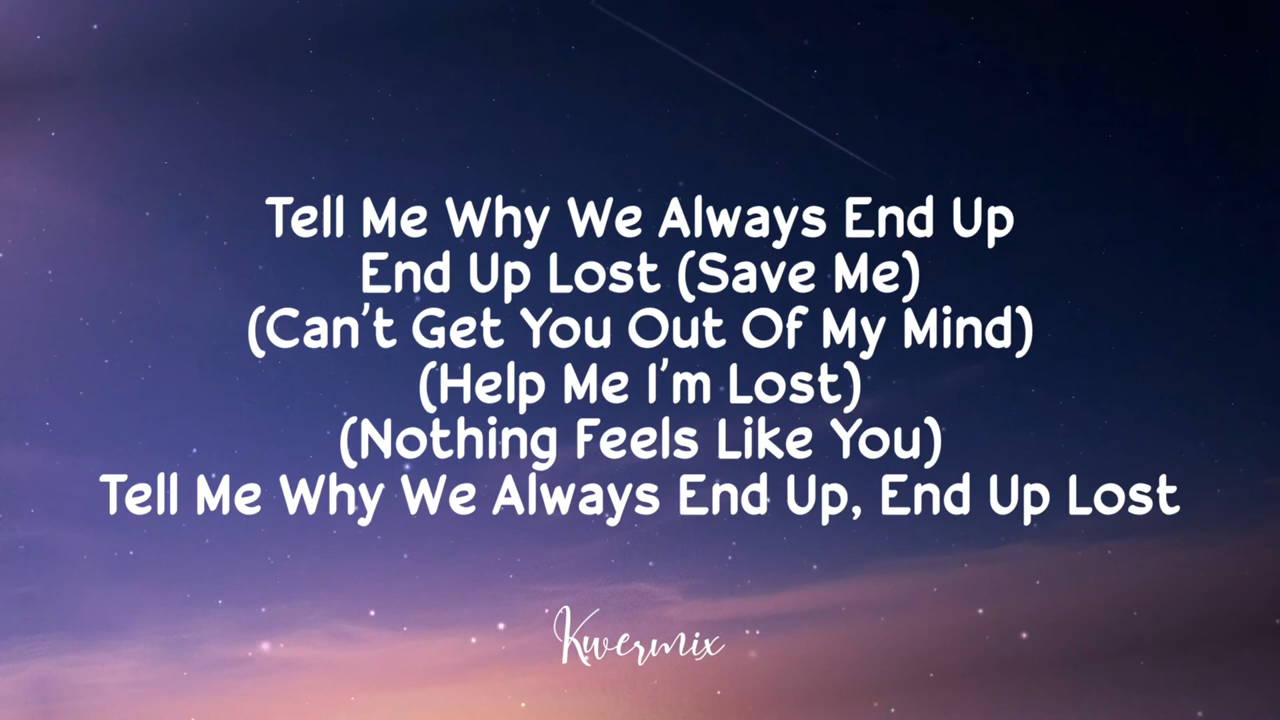 Tell Me Why We Always End Up
End Up Lost (Save Me)
(Can't Get You Out Of My Mind)
(Help Me I'm Lost)
(Nothing Feels Like You)
Tell Me Why We Always End Up, End Up Lost
Kwermix